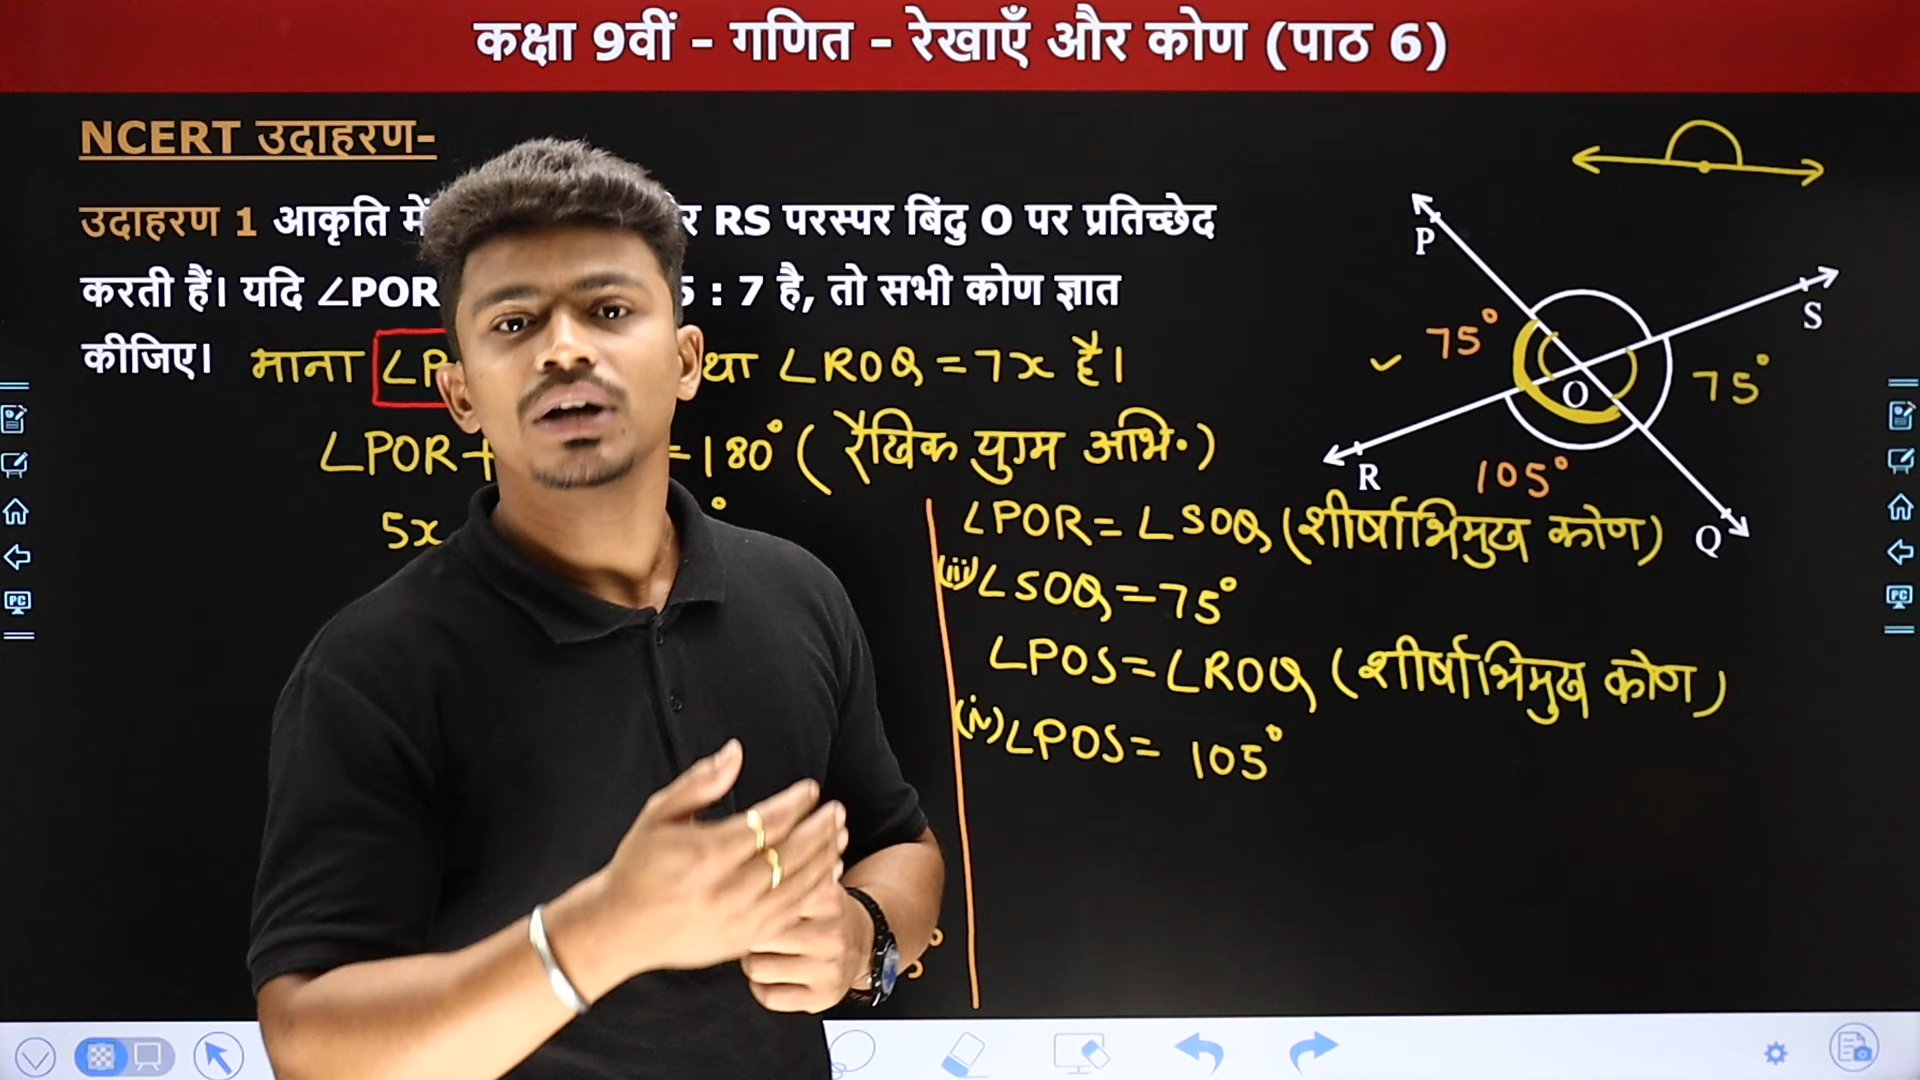 कक्षा 9वीं - गणित - रेखाएँ और कोण (पाठ 6)
NCERT उदाहरण-
उदाहरण 1 आकृति में RS परस्पर बिंदु O पर प्रतिच्छेद
करती हैं। यदि ∠POR 5 : 7 है, तो सभी कोण ज्ञात
कीजिए।
माना ∠P था ∠ROQ = 7x है।
∠POR+ =180° ( रैखिक युग्म अभि॰)
5x
∠POR = ∠SOQ (शीर्षाभिमुख कोण)
∠SOQ = 75°
∠POS = ∠ROQ (शीर्षाभिमुख कोण)
(iv) ∠POS = 105°
P
S
75°
75°
O
R
105°
Q
PC
PC